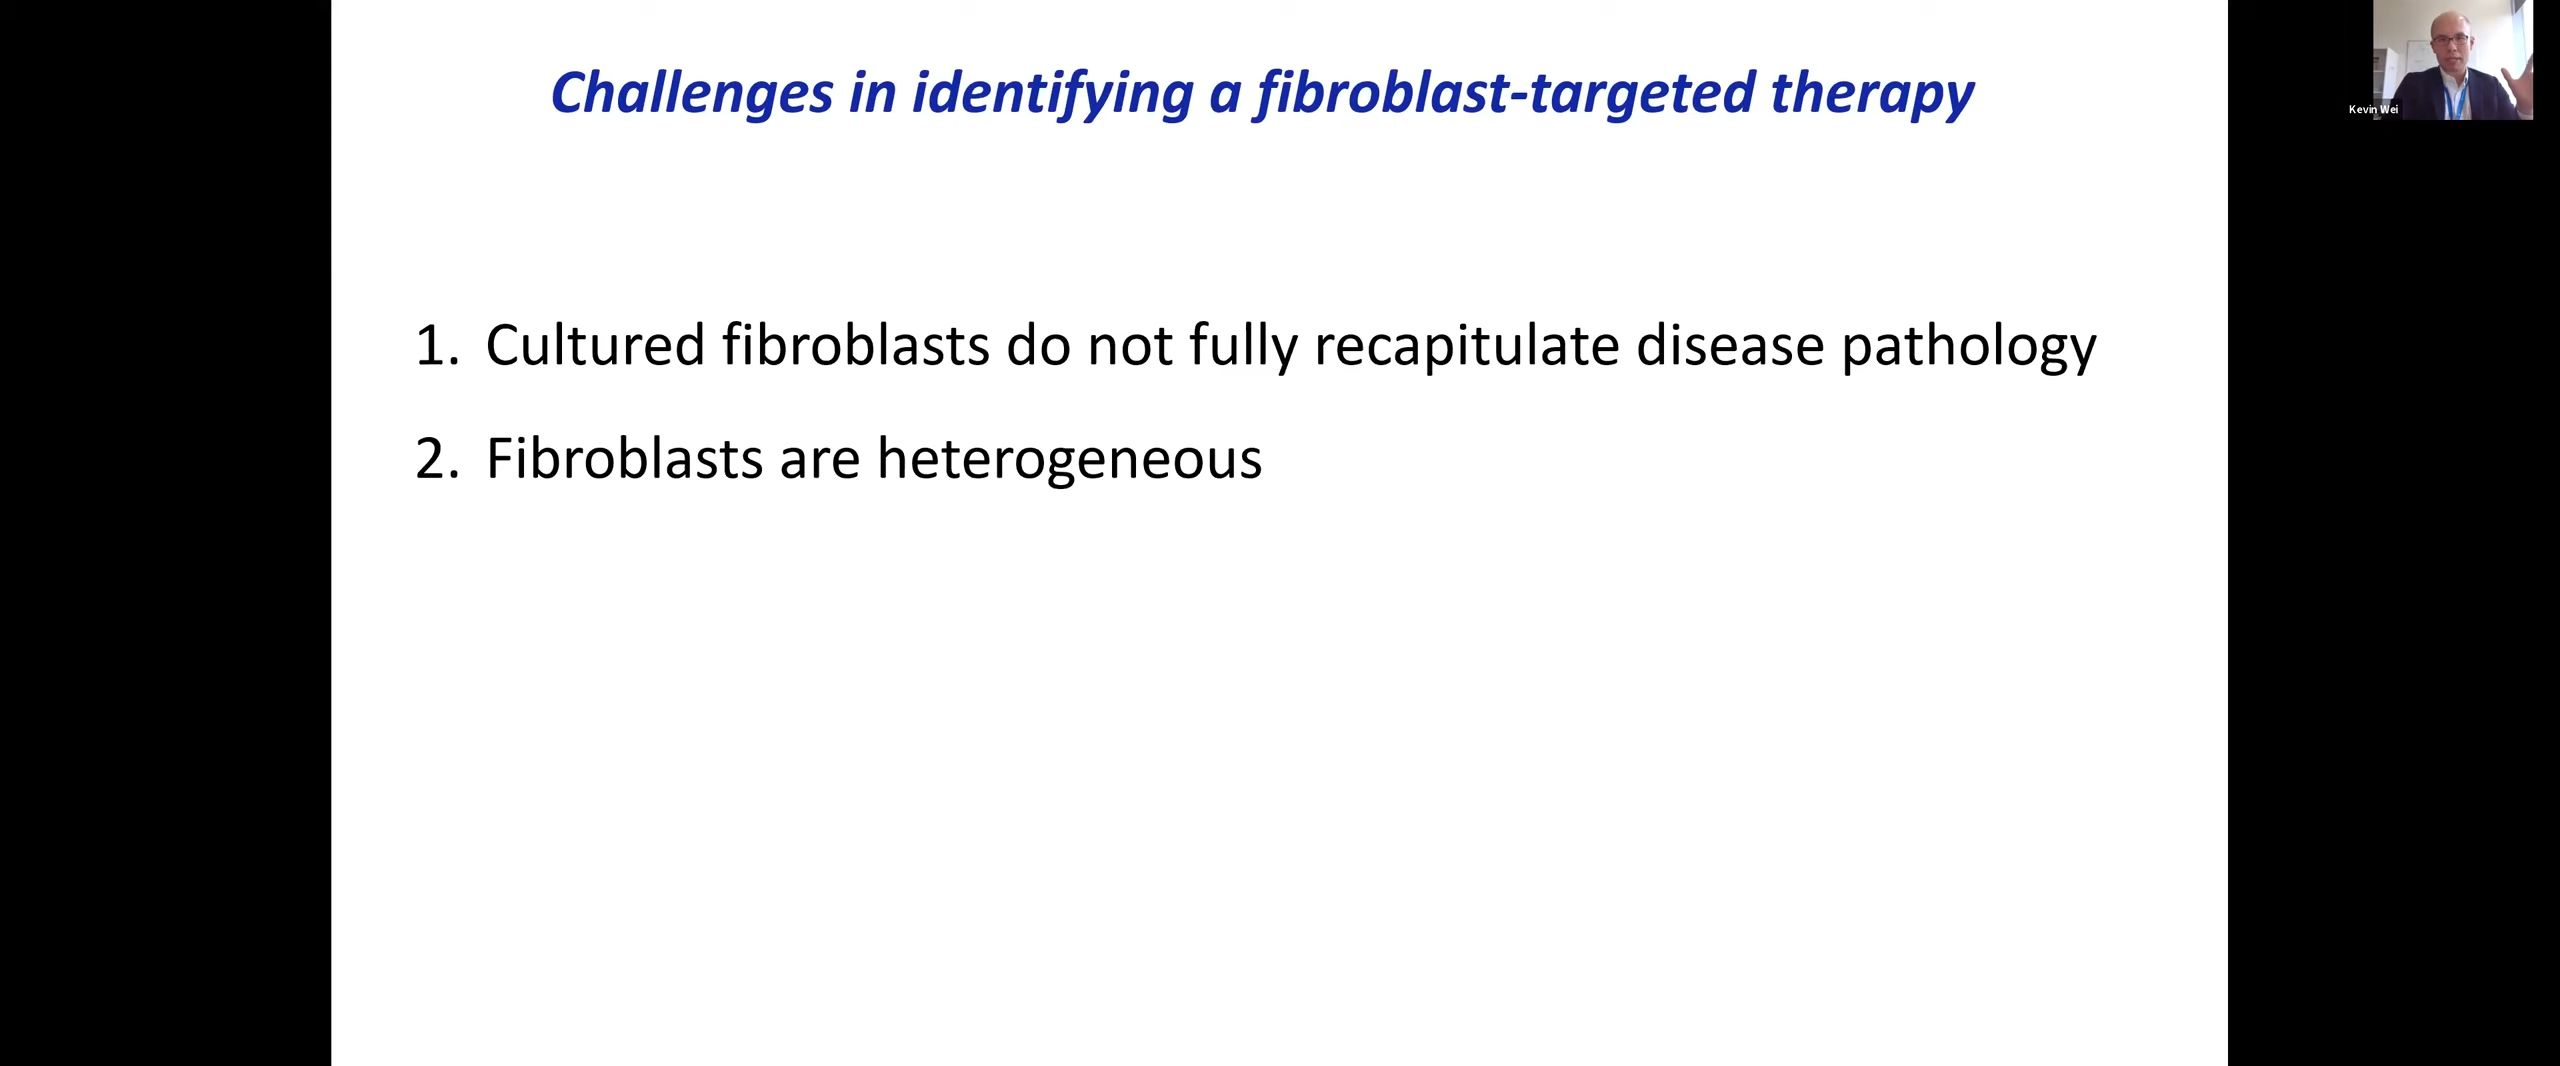 Challenges in identifying a fibroblast-targeted therapy
Kevin Wei
1. Cultured fibroblasts do not fully recapitulate disease pathology
2. Fibroblasts are heterogeneous